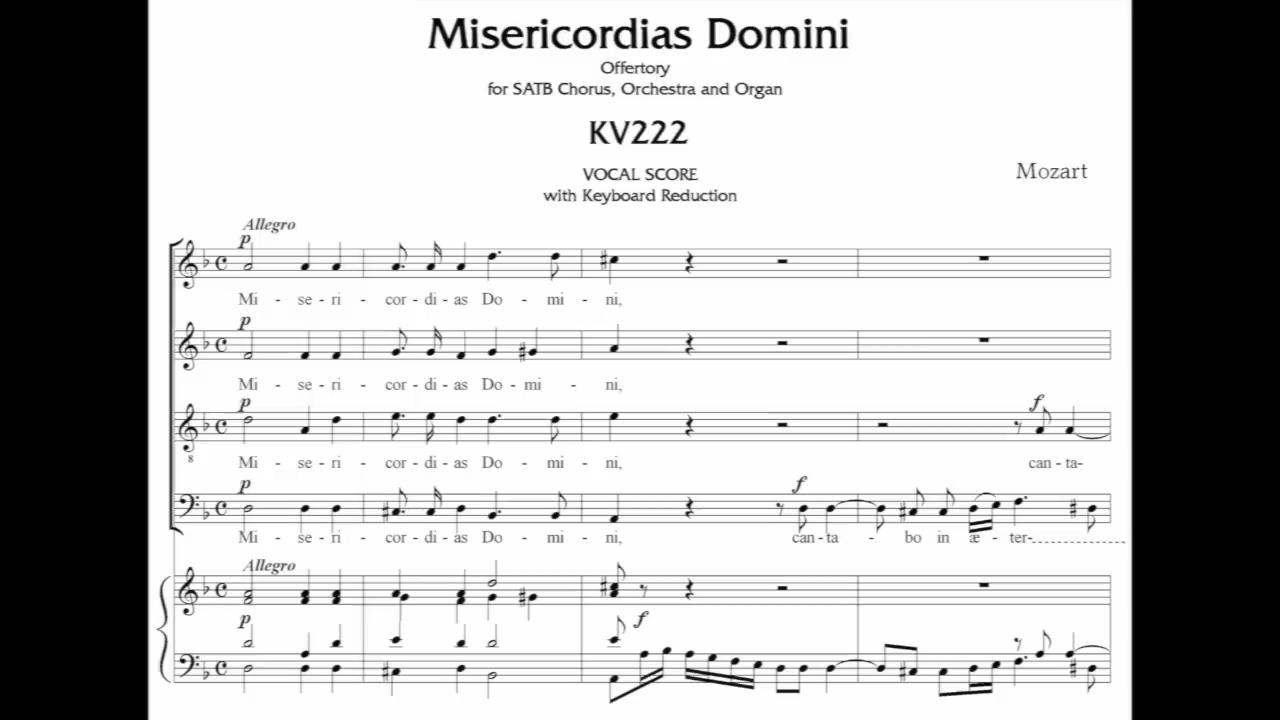 Misericordias Domini
Offertory
for SATB Chorus, Orchestra and Organ
KV222
VOCAL SCORE
with Keyboard Reduction
Mozart
Allegro
p
Mi - se - ri - cor - di - as Do - mi - ni,
p
Mi - se - ri - cor - di - as Do - mi - ni,
p f
8
Mi - se - ri - cor - di - as Do - mi - ni, can - ta-
p f
Mi - se - ri - cor - di - as Do - mi - ni, can - ta - bo in æ - ter-
Allegro
p f